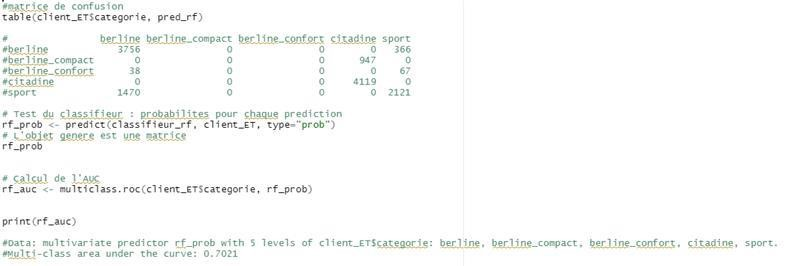 #matrice de confusion
table(client_ET$categorie, pred_rf)
# berline berline_compact berline_confort citadine sport
#berline 3756 0 0 0 366
#berline_compact 0 0 0 947 0
#berline_confort 38 0 0 0 67
#citadine 0 0 0 4119 0
#sport 1470 0 0 0 2121
# Test du classifieur : probabilites pour chaque prediction
rf_prob <- predict(classifieur_rf, client_ET, type="prob")
# L'objet genere est une matrice
rf_prob
# Calcul de l'AUC
rf_auc <- multiclass.roc(client_ET$categorie, rf_prob)
print(rf_auc)
#Data: multivariate predictor rf_prob with 5 levels of client_ET$categorie: berline, berline_compact, berline_confort, citadine, sport.
#Multi-class area under the curve: 0.7021